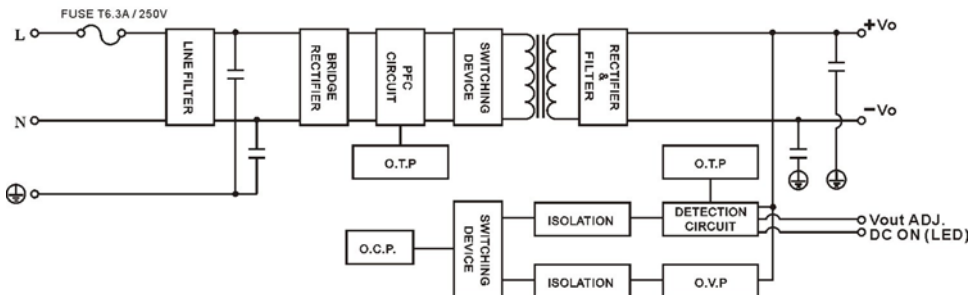 FUSE T6.3A / 250V
L
+Vo
LINE FILTER
BRIDGE
RECTIFIER
PFC
CIRCUIT
SWITCHING
DEVICE
RECTIFIER
&
FILTER
N
−Vo
O.T.P
O.T.P
SWITCHING
DEVICE
ISOLATION
DETECTION
CIRCUIT
Vout ADJ.
DC ON (LED)
O.C.P.
ISOLATION
O.V.P